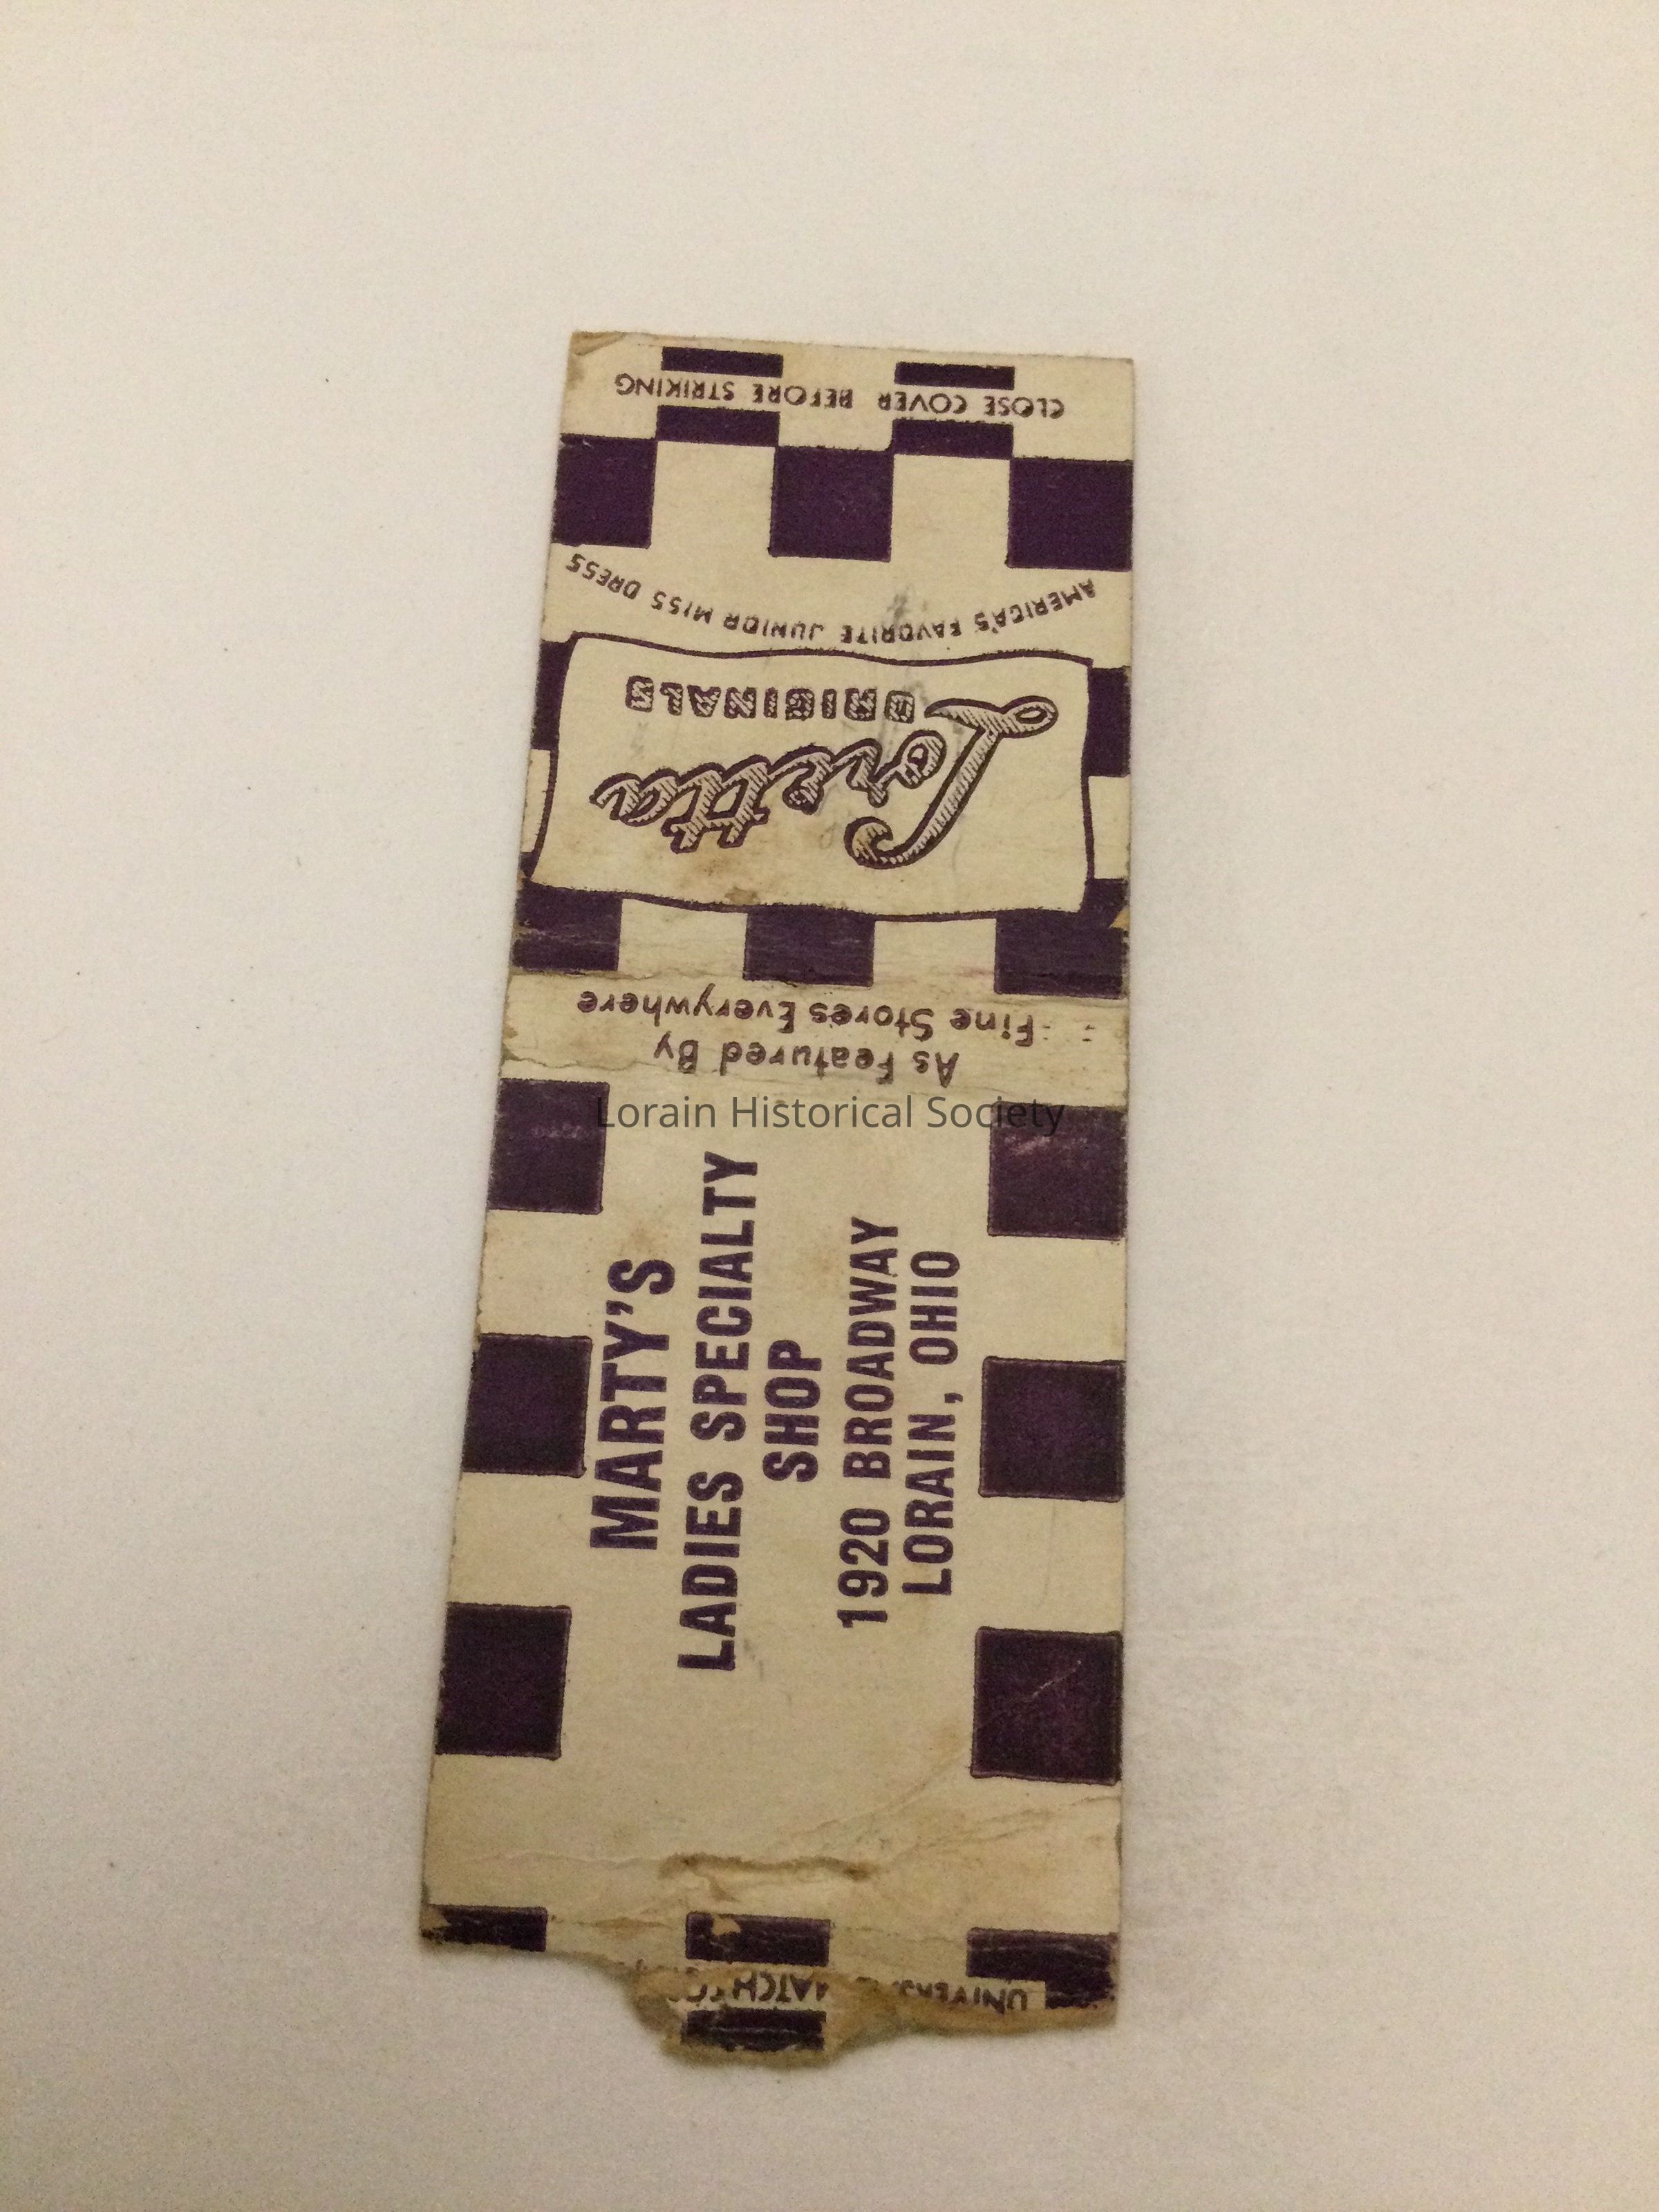 CLOSE COVER BEFORE STRIKING
AMERICA'S FAVORITE JUNIOR MISS DRESS
Loretta
ORIGINALS
As Featured By
Fine Stores Everywhere
Lorain Historical Society
MARTY'S
LADIES SPECIALTY
SHOP
1920 BROADWAY
LORAIN, OHIO